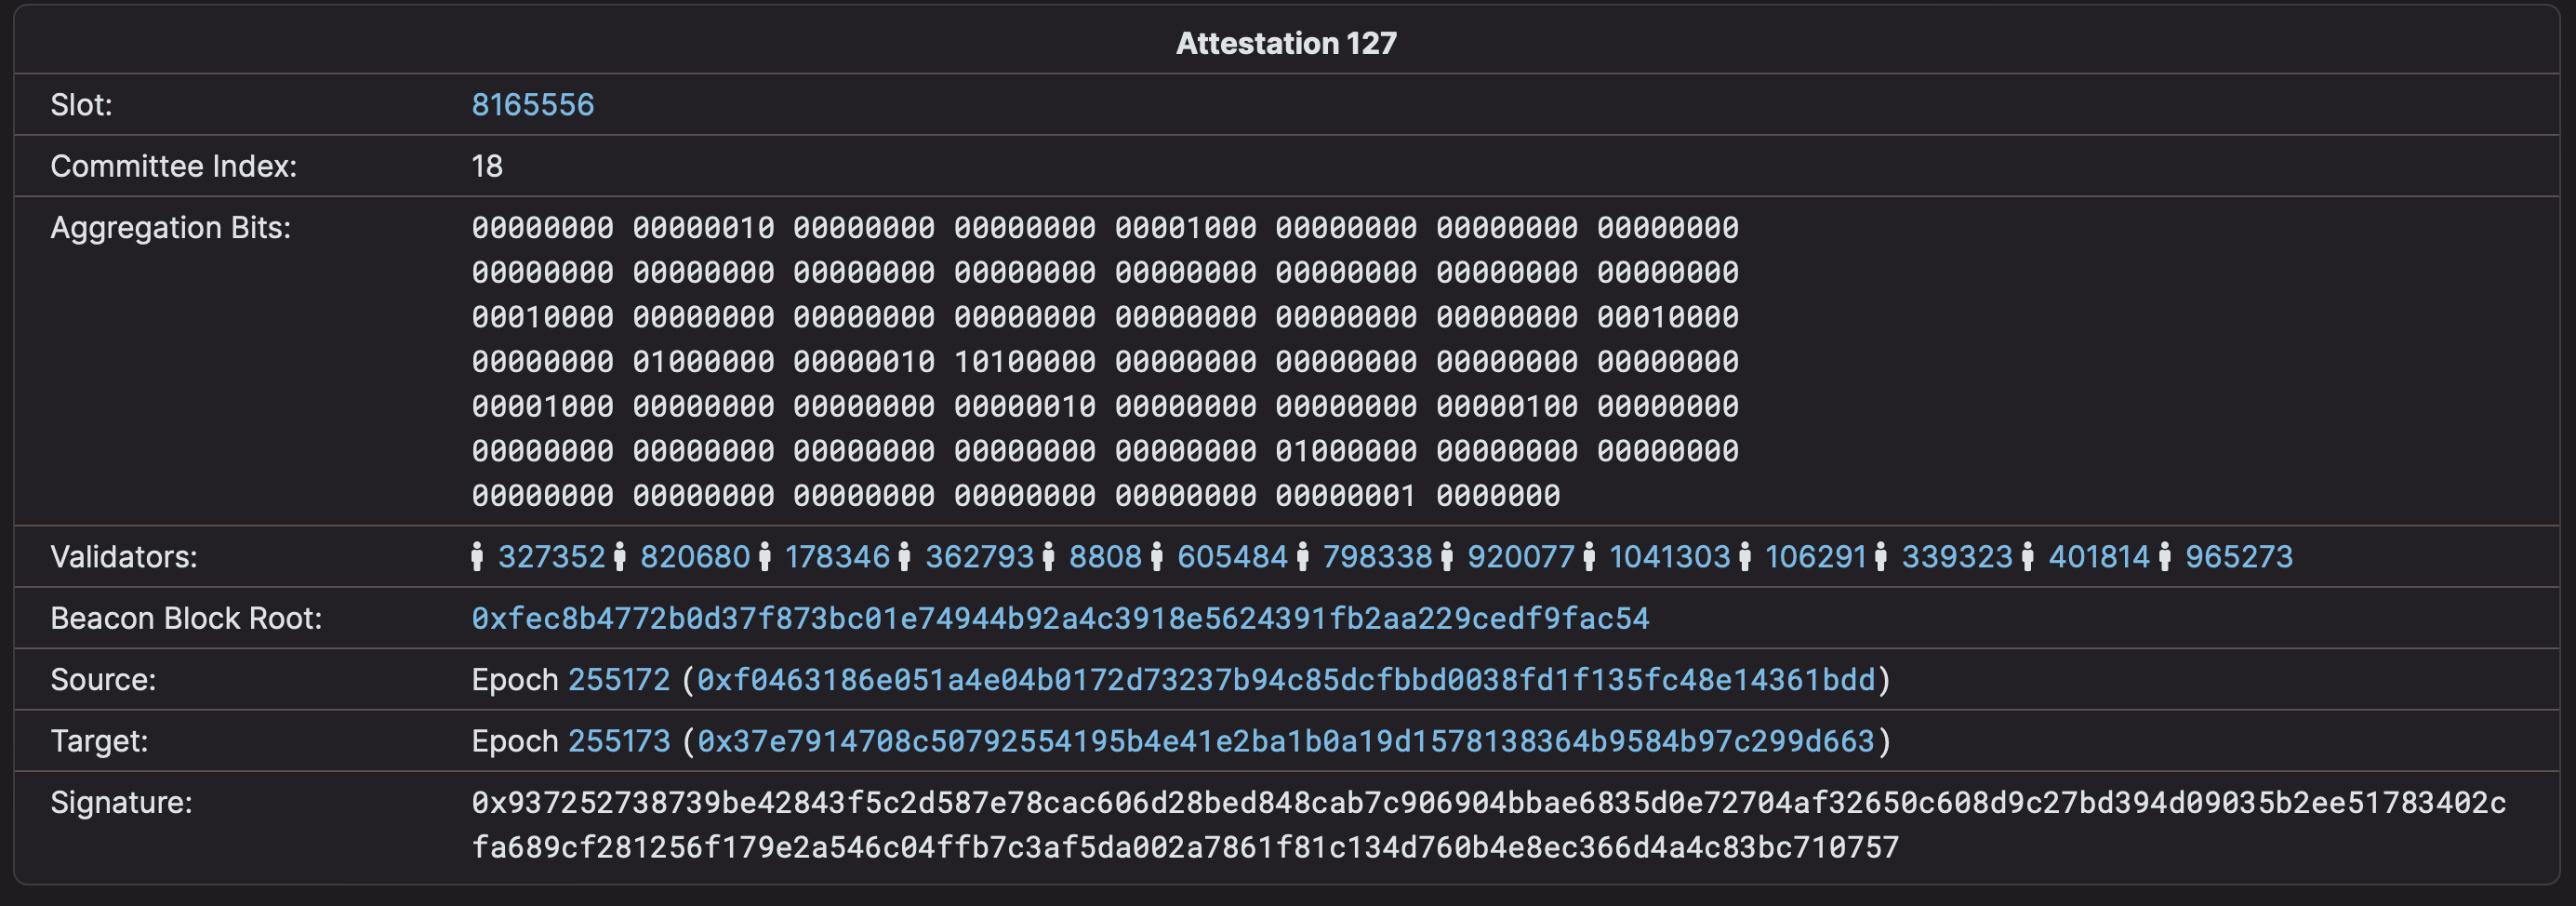 Attestation 127
Slot: 8165556
Committee Index: 18
Aggregation Bits: 00000000 00000010 00000000 00000000 00001000 00000000 00000000 00000000
00000000 00000000 00000000 00000000 00000000 00000000 00000000 00000000
00010000 00000000 00000000 00000000 00000000 00000000 00000000 00010000
00000000 01000000 00000010 10100000 00000000 00000000 00000000 00000000
00001000 00000000 00000000 00000010 00000000 00000000 00000100 00000000
00000000 00000000 00000000 00000000 00000000 01000000 00000000 00000000
00000000 00000000 00000000 00000000 00000000 00000001 0000000
Validators: 327352 820680 178346 362793 8808 605484 798338 920077 1041303 106291 339323 401814 965273
Beacon Block Root: 0xfec8b4772b0d37f873bc01e74944b92a4c3918e5624391fb2aa229cedf9fac54
Source: Epoch 255172 (0xf0463186e051a4e04b0172d73237b94c85dcfbbd0038fd1f135fc48e14361bdd)
Target: Epoch 255173 (0x37e7914708c50792554195b4e41e2ba1b0a19d1578138364b9584b97c299d663)
Signature: 0x937252738739be42843f5c2d587e78cac606d28bed848cab7c906904bbae6835d0e72704af32650c608d9c27bd394d09035b2ee51783402c
fa689cf281256f179e2a546c04ffb7c3af5da002a7861f81c134d760b4e8ec366d4a4c83bc710757